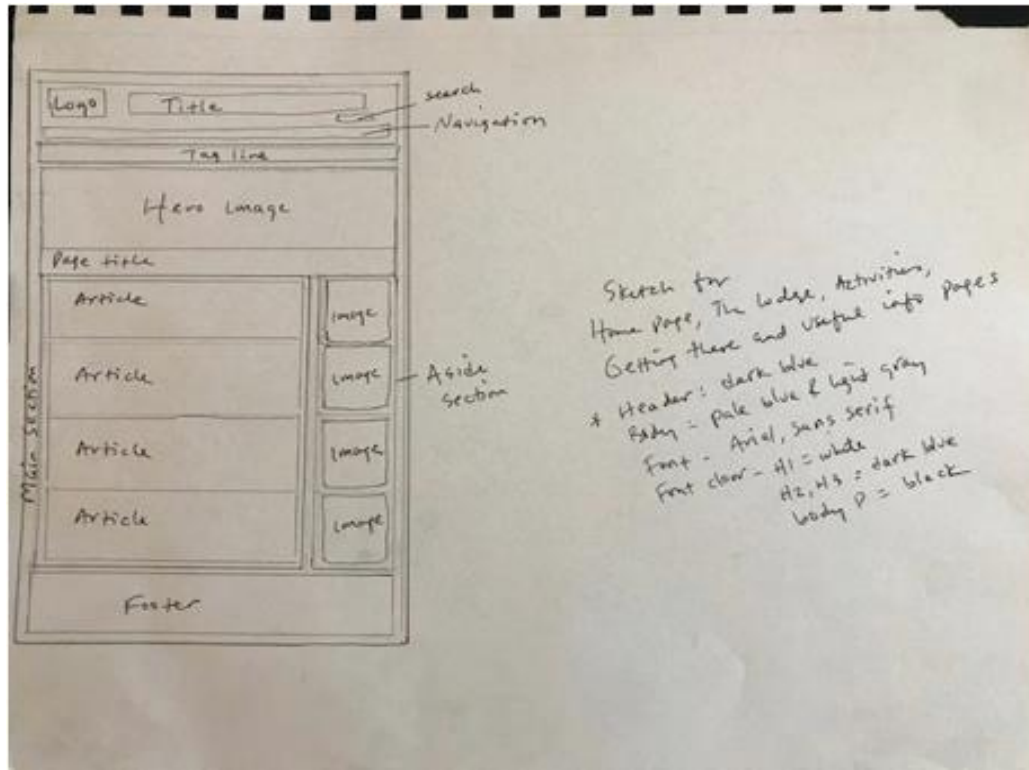 Logo
Title
search
Navigation
Tag line
Hero image
Page title
Article
image
Article
image
Aside
section
Article
image
Article
image
Main section
Footer
Sketch for
Home page, The Lodge, Activities,
Getting there and useful info pages
* Header: dark blue
Body = pale blue & light gray
Font - Arial, sans serif
Font color - H1 = white
H2, H3 = dark blue
body P = black